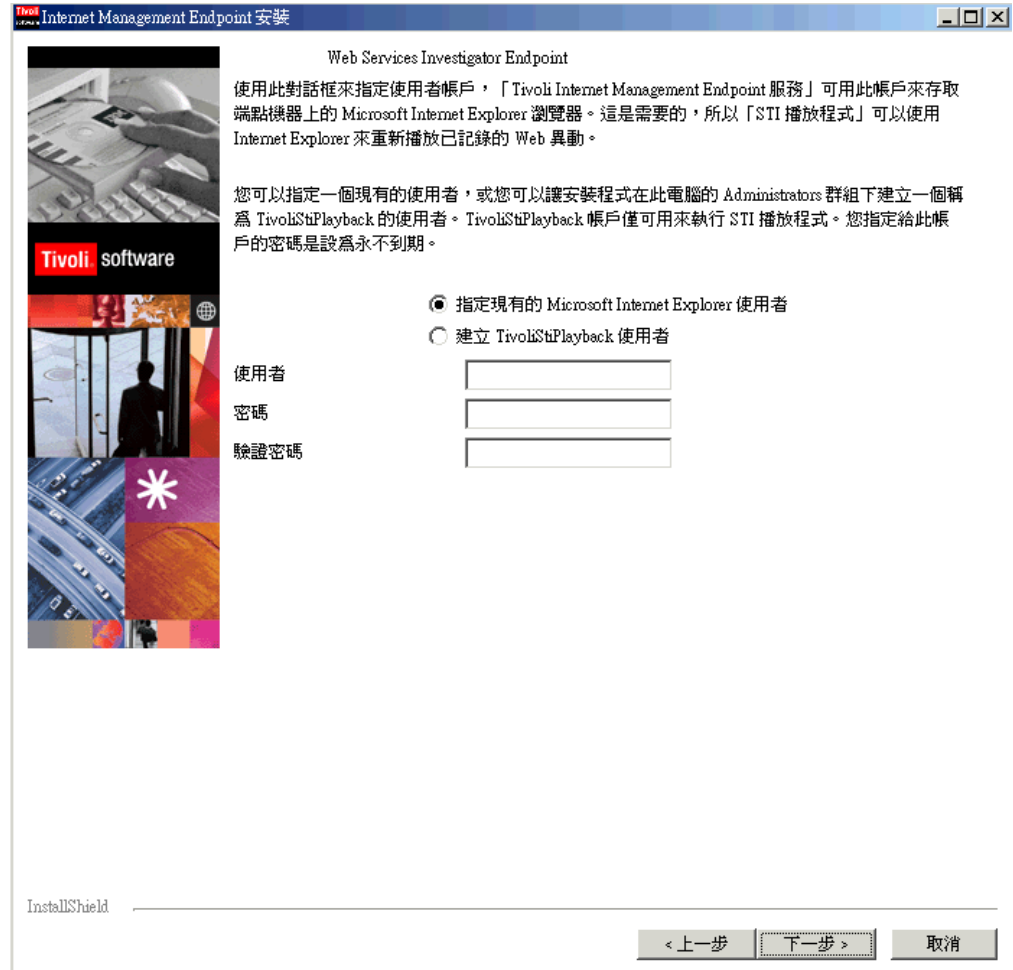 Tivoli Internet Management Endpoint 安裝
Web Services Investigator Endpoint
使用此對話框來指定使用者帳戶，「Tivoli Internet Management Endpoint 服務」可用此帳戶來存取
端點機器上的 Microsoft Internet Explorer 瀏覽器。這是需要的，所以「STI 播放程式」可以使用
Internet Explorer 來重新播放已記錄的 Web 異動。
您可以指定一個現有的使用者，或您可以讓安裝程式在此電腦的 Administrators 群組下建立一個稱
為 TivoliStiPlayback 的使用者。TivoliStiPlayback 帳戶僅可用來執行 STI 播放程式。您指定給此帳
戶的密碼是設為永不到期。
Tivoli. software
指定現有的 Microsoft Internet Explorer 使用者
建立 TivoliStiPlayback 使用者
使用者
密碼
驗證密碼
InstallShield
< 上一步
下一步 >
取消